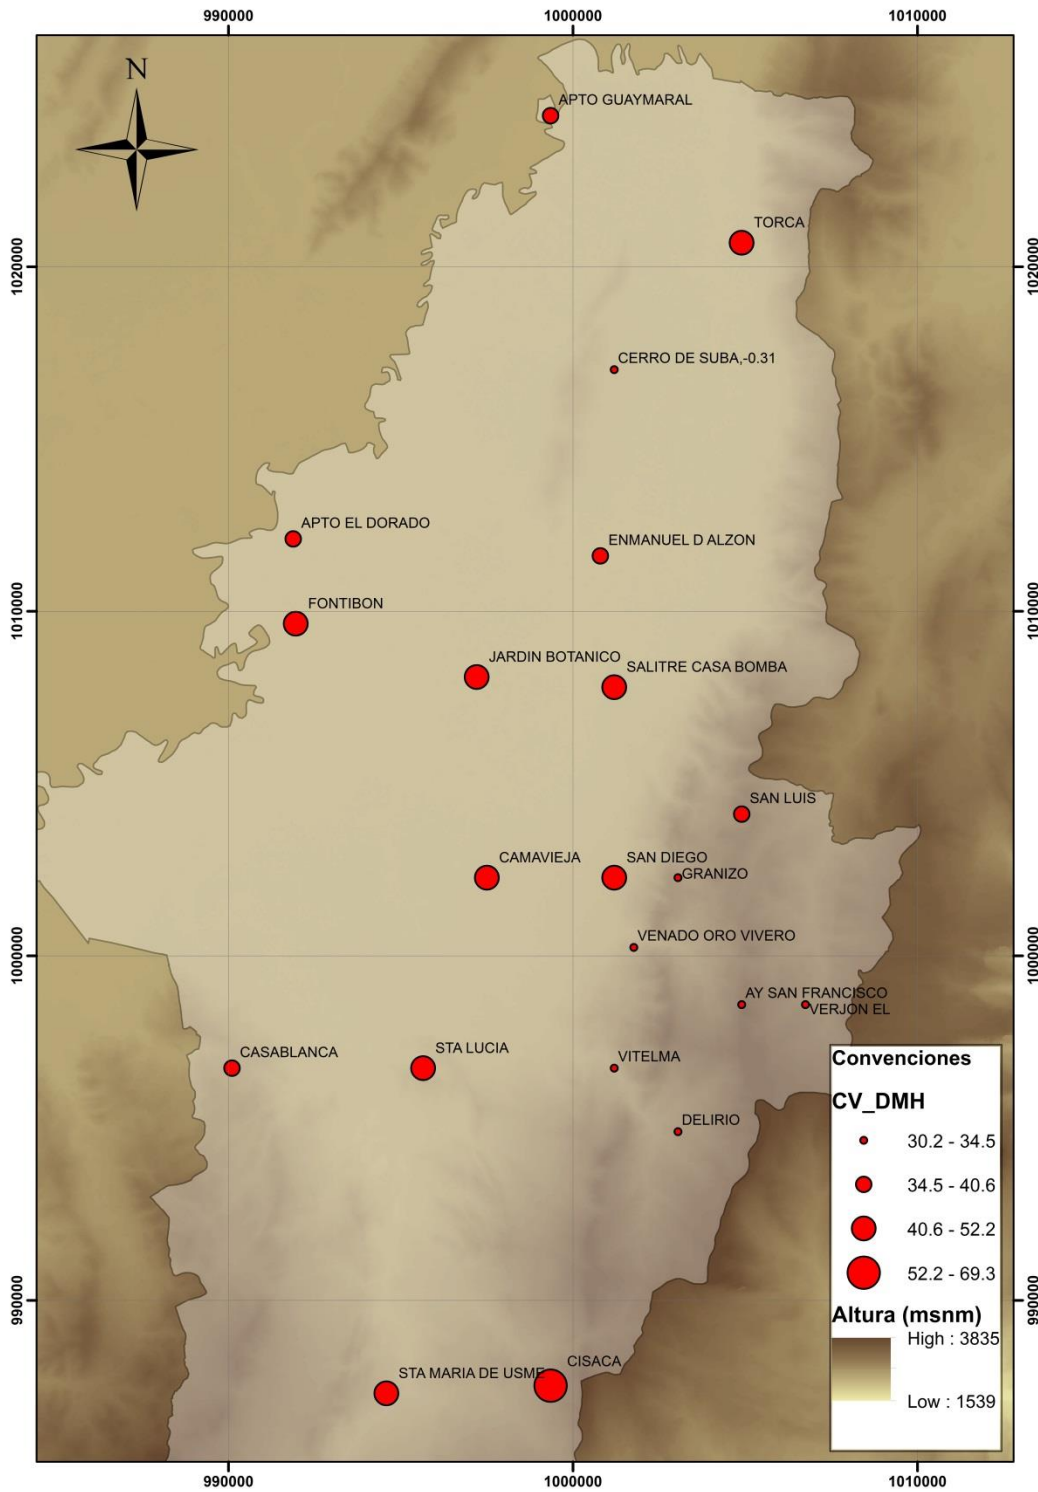 990000
1000000
1010000
N
APTO GUAYMARAL
TORCA
1020000
1020000
CERRO DE SUBA,-0.31
APTO EL DORADO
ENMANUEL D ALZON
FONTIBON
1010000
1010000
JARDIN BOTANICO
SALITRE CASA BOMBA
SAN LUIS
CAMAVIEJA
SAN DIEGO
GRANIZO
VENADO ORO VIVERO
1000000
1000000
AY SAN FRANCISCO
VERJON EL
CASABLANCA
STA LUCIA
VITELMA
DELIRIO
Convenciones
CV_DMH
30.2 - 34.5
34.5 - 40.6
40.6 - 52.2
52.2 - 69.3
Altura (msnm)
High : 3835
Low : 1539
990000
990000
STA MARIA DE USME
CISACA
990000
1000000
1010000